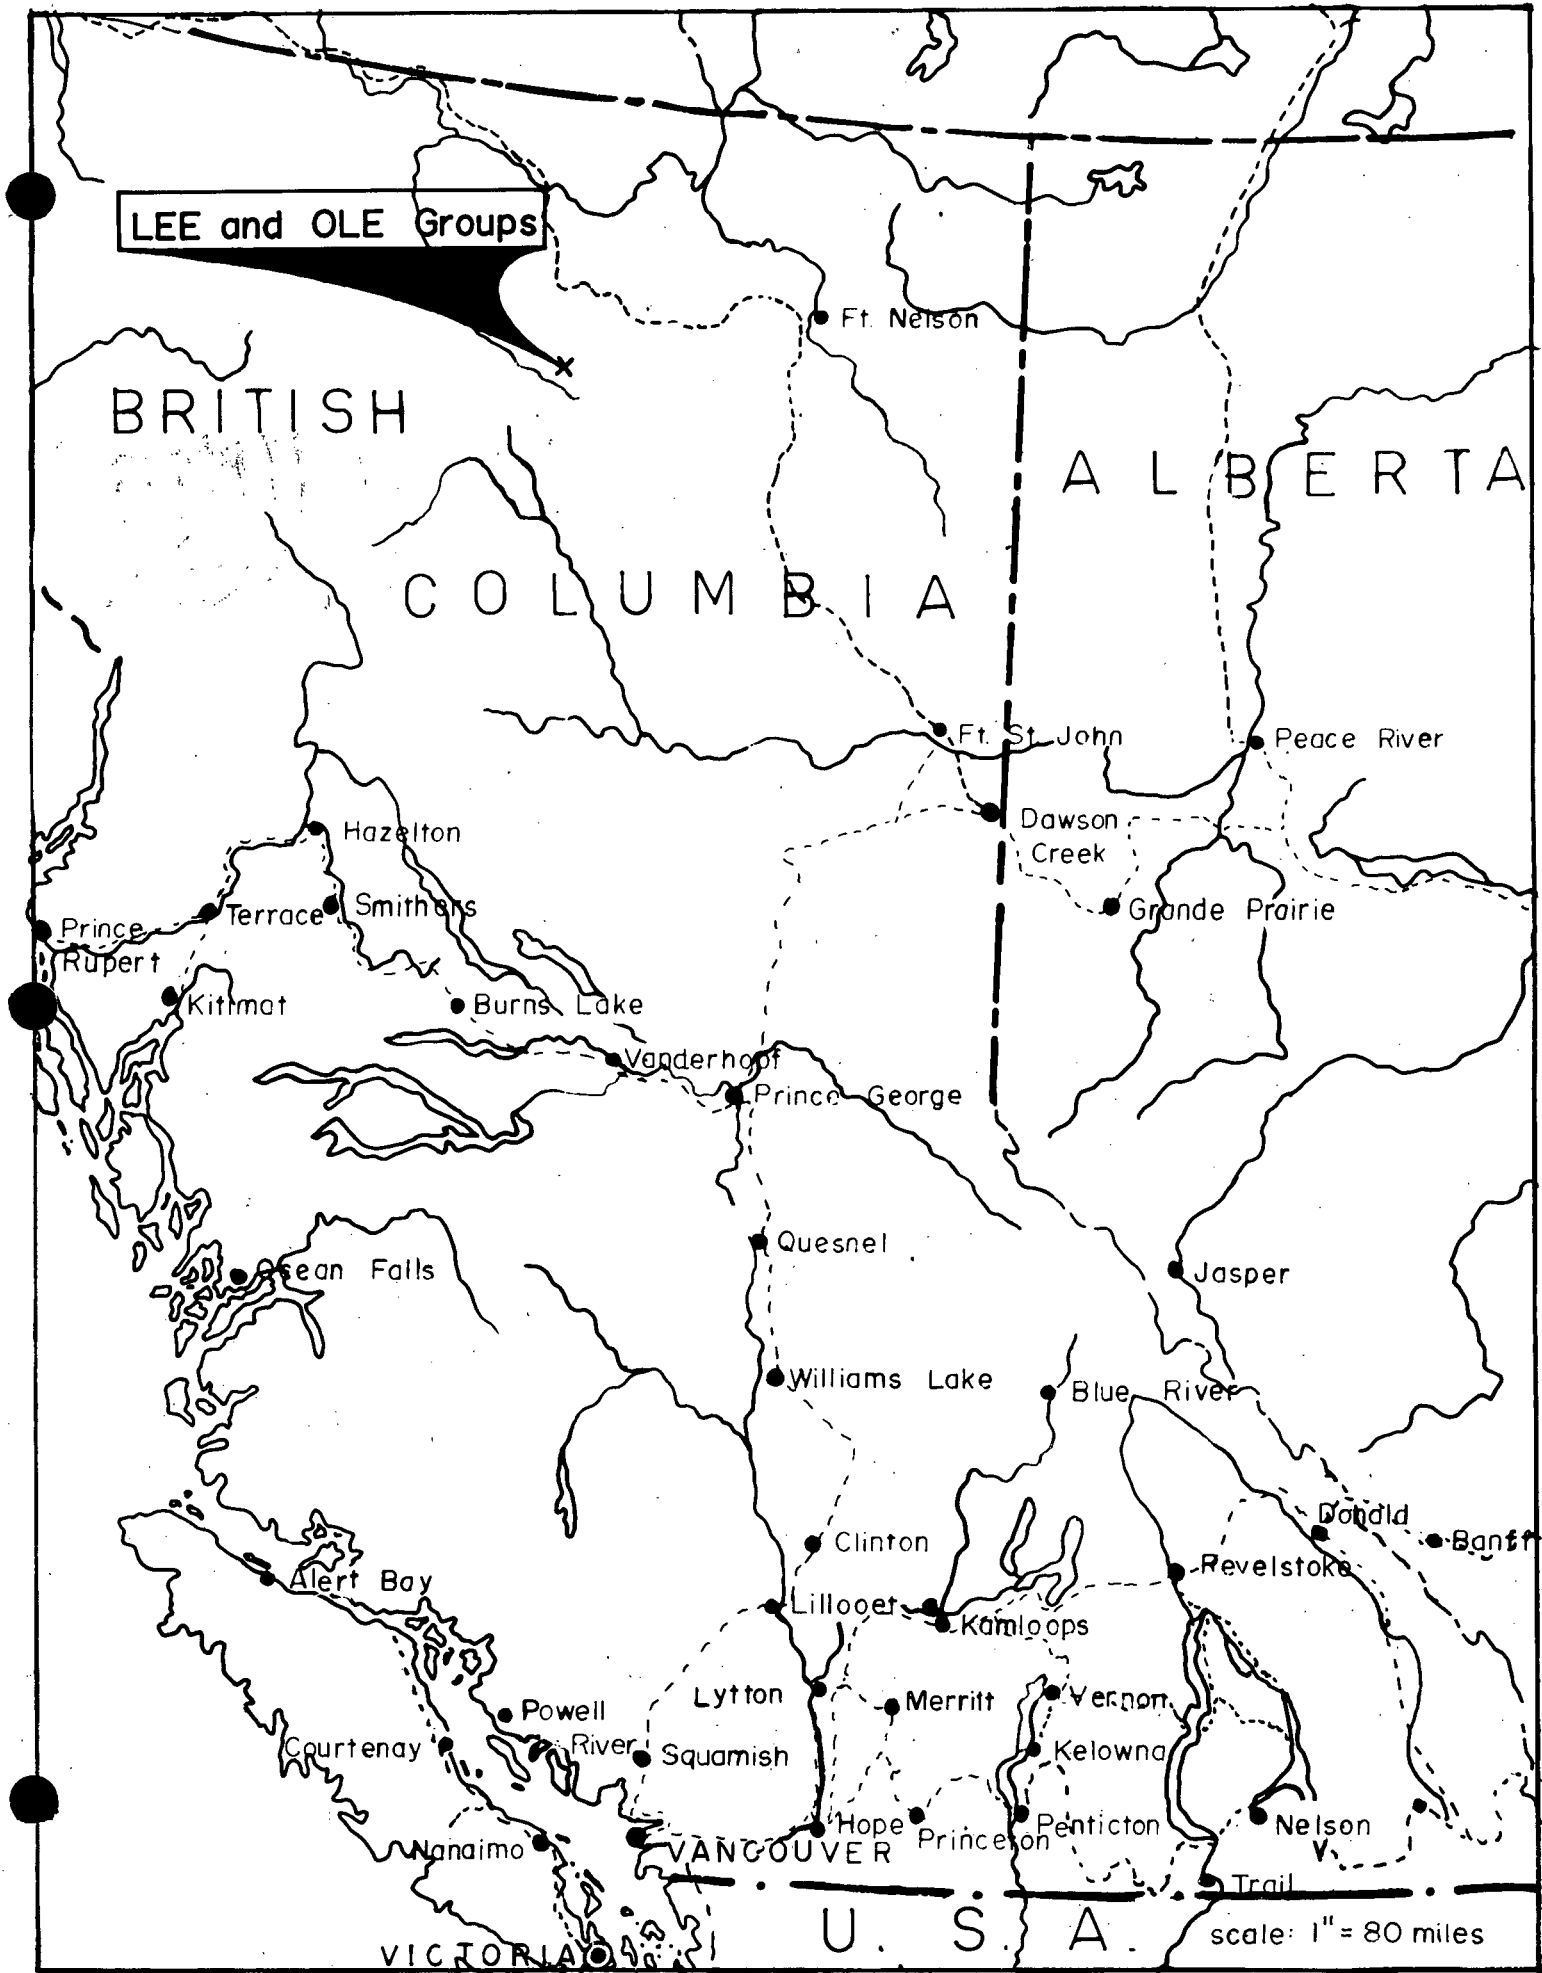 LEE and OLE Groups
Ft. Nelson
BRITISH
ALBERTA
COLUMBIA
Ft. St. John
Peace River
Dawson
Creek
Hazelton
Terrace
Smithers
Grande Prairie
Prince
Rupert
Kitimat
Burns Lake
Vanderhoof
Prince George
Quesnel
Ocean Falls
Jasper
Williams Lake
Blue River
Donald
Banff
Clinton
Revelstoke
Alert Bay
Lillooet
Kamloops
Lytton
Merritt
Vernon
Powell
River
Courtenay
Squamish
Kelowna
Hope
Princeton
Penticton
Nelson
Nanaimo
VANCOUVER
Trail
U. S. A.
scale: 1" = 80 miles
VICTORIA